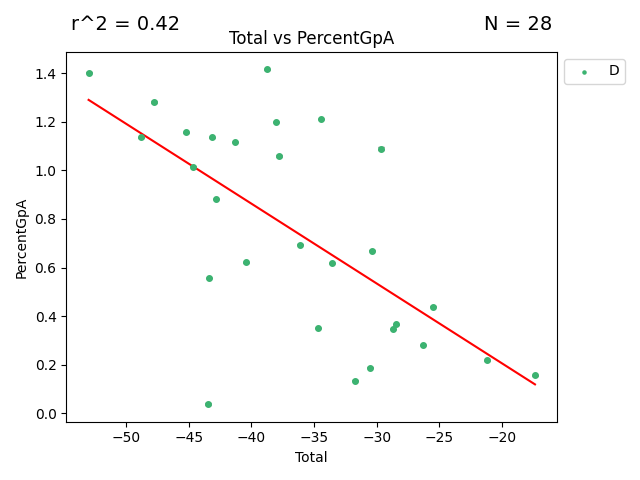 r^2 = 0.42
N = 28
Total vs PercentGpA
D
PercentGpA
1.4
1.2
1.0
0.8
0.6
0.4
0.2
0.0
−50
−45
−40
−35
−30
−25
−20
Total